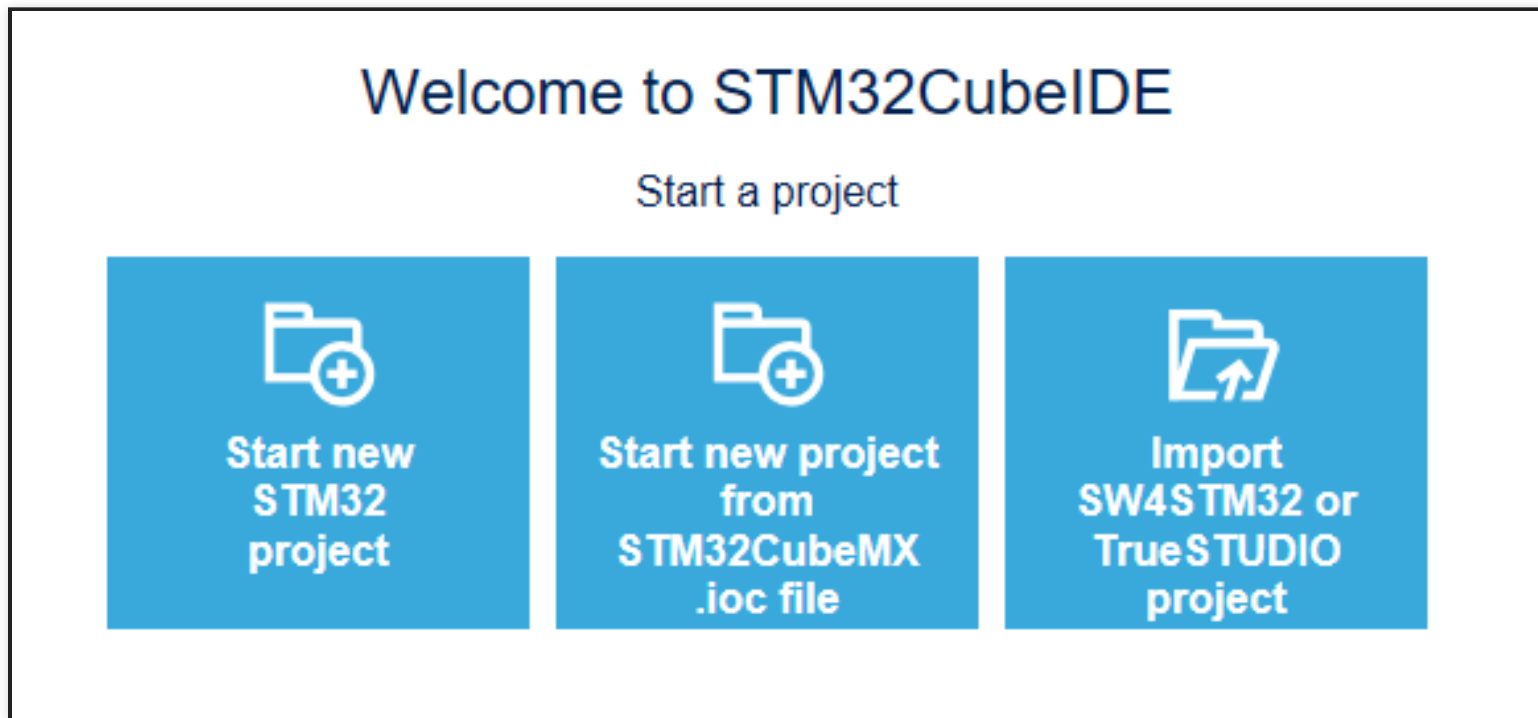 Welcome to STM32CubeIDE
Start a project
Start new
STM32
project
Start new project
from
STM32CubeMX
.ioc file
Import
SW4STM32 or
TrueSTUDIO
project